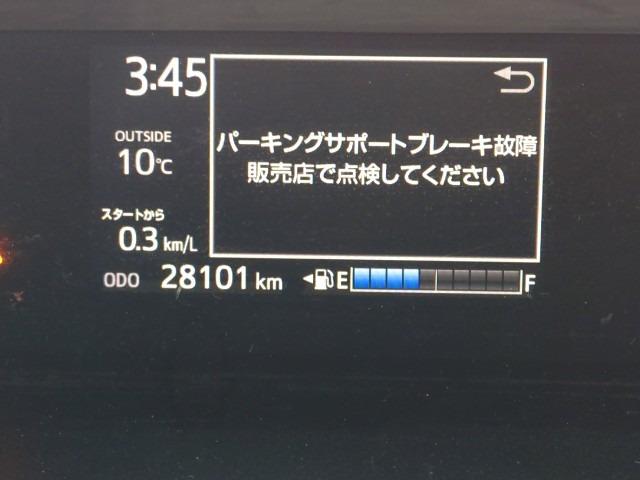 3:45
パーキングサポートブレーキ故障
販売店で点検してください
OUTSIDE
10℃
スタートから
0.3 km/L
ODO 28101 km E F